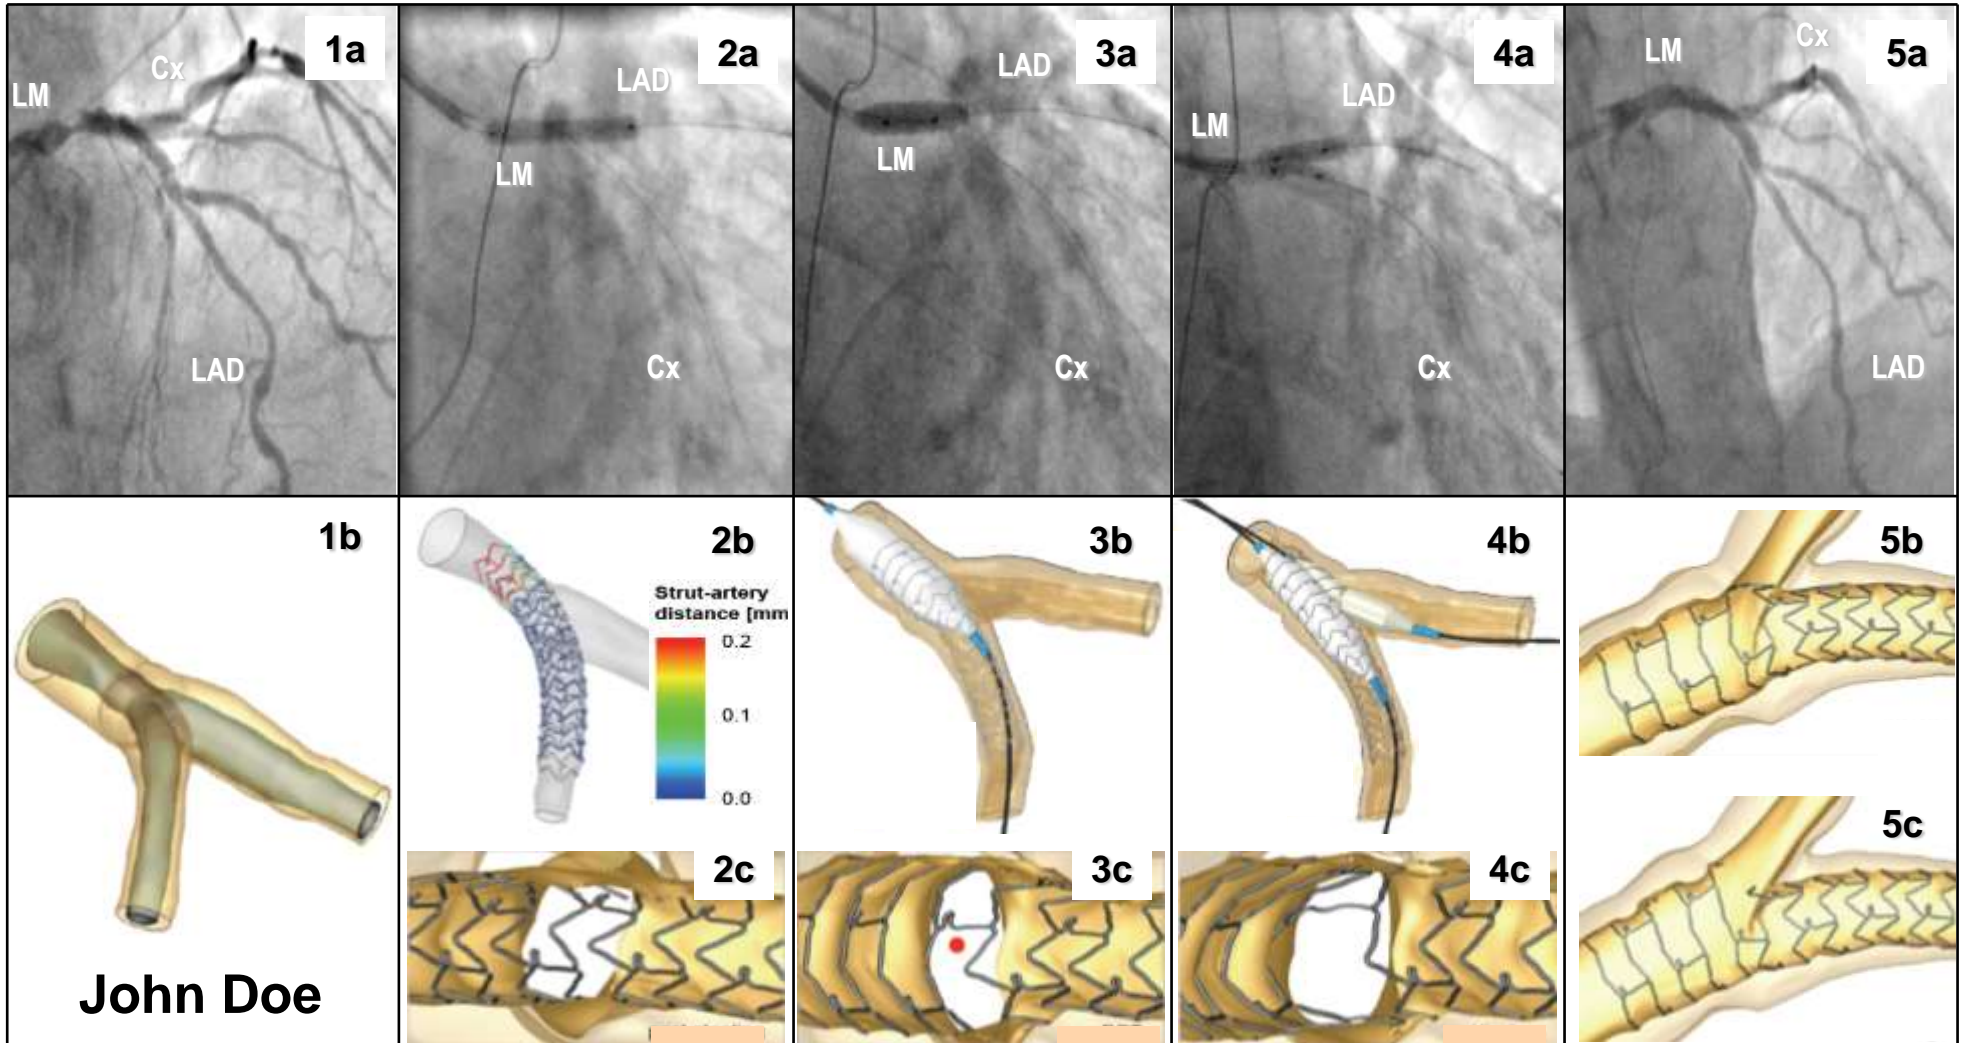 1a
Cx
LM
LAD
2a
LAD
LM
Cx
3a
LAD
LM
Cx
4a
LAD
LM
Cx
5a
Cx
LM
LAD
1b
John Doe
2b
Strut-artery
distance [mm
0.2
0.1
0.0
2c
3b
3c
4b
4c
5b
5c